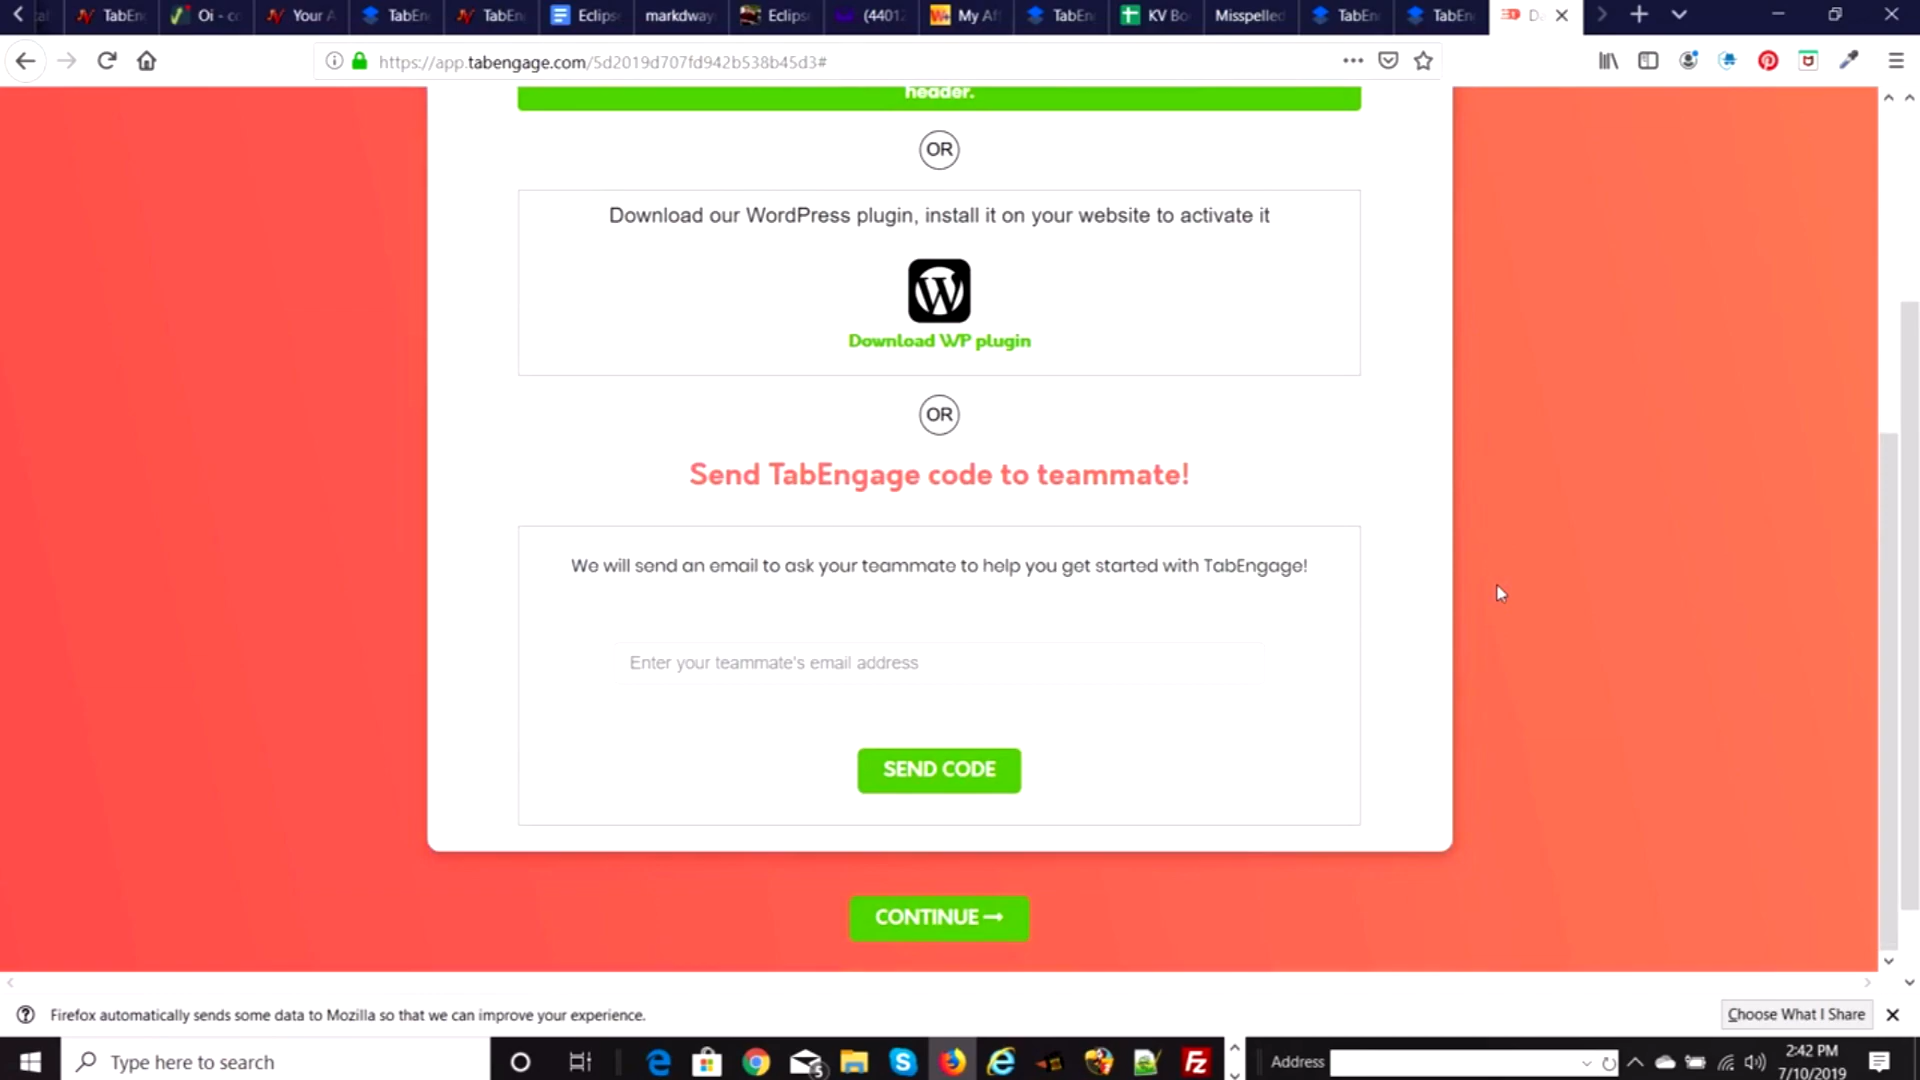 TabEn
Oi - co
Your A
TabEn
TabEn
Eclips
markdway
Eclips
(4401
My Af
TabEn
KV Bo
Misspelled
TabEn
TabEn
D
https://app.tabengage.com/5d2019d707fd942b538b45d3#
header.
OR
Download our WordPress plugin, install it on your website to activate it
Download WP plugin
OR
Send TabEngage code to teammate!
We will send an email to ask your teammate to help you get started with TabEngage!
Enter your teammate's email address
SEND CODE
CONTINUE
Firefox automatically sends some data to Mozilla so that we can improve your experience.
Choose What I Share
Type here to search
5
Address
2:42 PM
7/10/2019